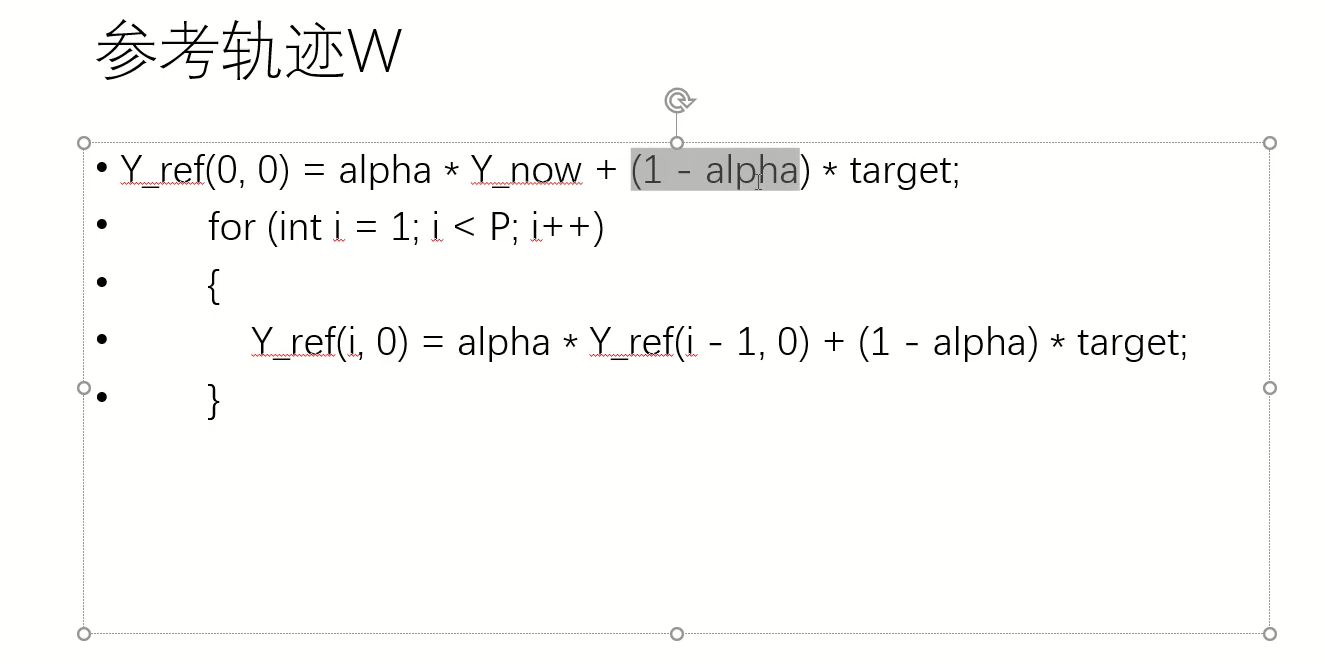 参考轨迹W
• Y_ref(0, 0) = alpha * Y_now + (1 - alpha) * target;
• for (int i = 1; i < P; i++)
• {
• Y_ref(i, 0) = alpha * Y_ref(i - 1, 0) + (1 - alpha) * target;
• }